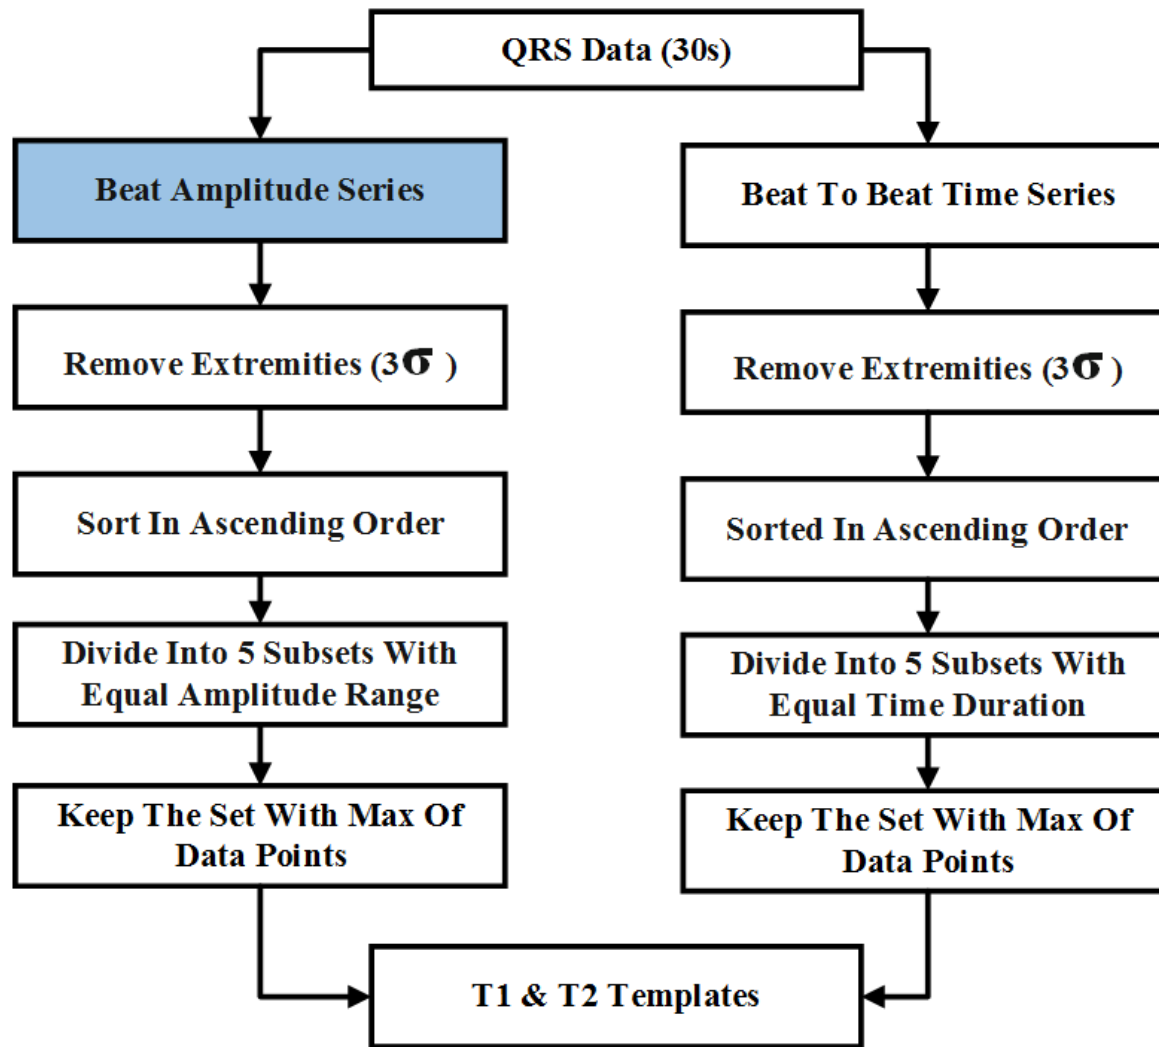 QRS Data (30s)
Beat Amplitude Series
Remove Extremities (3σ )
Sort In Ascending Order
Divide Into 5 Subsets With
Equal Amplitude Range
Keep The Set With Max Of
Data Points
Beat To Beat Time Series
Remove Extremities (3σ )
Sorted In Ascending Order
Divide Into 5 Subsets With
Equal Time Duration
Keep The Set With Max Of
Data Points
T1 & T2 Templates